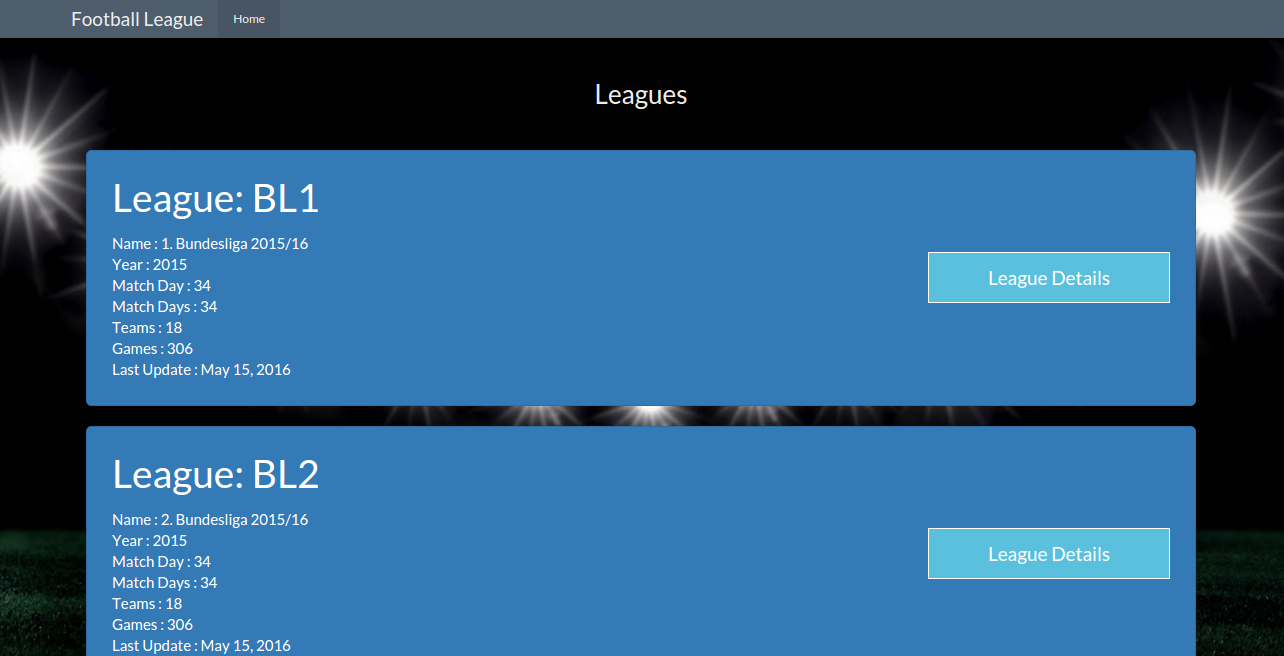 Football League Home
Leagues
League: BL1
Name : 1. Bundesliga 2015/16
Year : 2015
Match Day : 34
Match Days : 34
Teams : 18
Games : 306
Last Update : May 15, 2016
League Details
League: BL2
Name : 2. Bundesliga 2015/16
Year : 2015
Match Day : 34
Match Days : 34
Teams : 18
Games : 306
Last Update : May 15, 2016
League Details